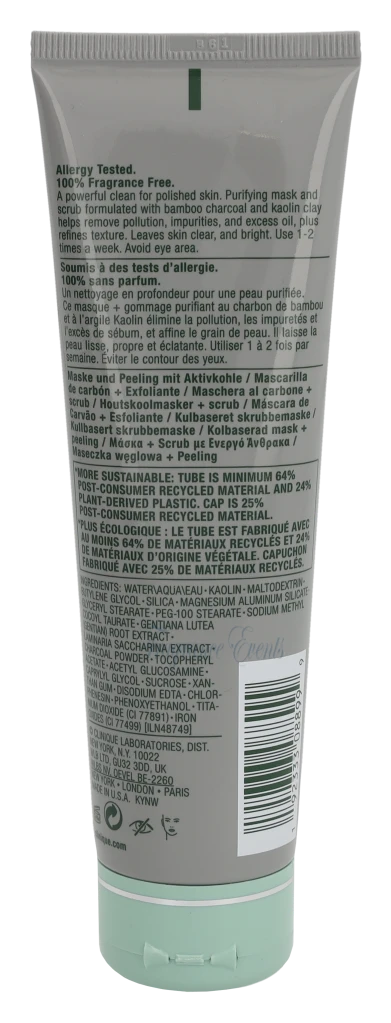 B61
Allergy Tested.
100% Fragrance Free.
A powerful clean for polished skin. Purifying mask and
scrub formulated with bamboo charcoal and kaolin clay
helps remove pollution, impurities, and excess oil, plus
refines texture. Leaves skin clear, and bright. Use 1-2
times a week. Avoid eye area.
Soumis à des tests d'allergie.
100% sans parfum.
Un nettoyage en profondeur pour une peau purifiée.
Ce masque + gommage purifiant au charbon de bambou
et à l'argile Kaolin élimine la pollution, les impuretés et
l'excès de sébum, et affine le grain de peau. Il laisse la
peau lisse, propre et éclatante. Utiliser 1 à 2 fois par
semaine. Éviter le contour des yeux.
Maske und Peeling mit Aktivkohle / Mascarilla
de carbón + Exfoliante / Maschera al carbone +
scrub / Houtskoolmasker + scrub / Máscara de
Carvão + Esfoliante / Kulbaseret skrubbemaske /
Kullbasert skrubbemaske / Kolbaserad mask +
peeling / Μάσκα + Scrub με Ενεργό Άνθρακα /
Maseczka węglowa + Peeling
*MORE SUSTAINABLE: TUBE IS MINIMUM 64%
POST-CONSUMER RECYCLED MATERIAL AND 24%
PLANT-DERIVED PLASTIC. CAP IS 25%
POST-CONSUMER RECYCLED MATERIAL.
*PLUS ÉCOLOGIQUE : LE TUBE EST FABRIQUÉ AVEC
AU MOINS 64% DE MATÉRIAUX RECYCLÉS ET 24%
DE MATÉRIAUX D'ORIGINE VÉGÉTALE. CAPUCHON
FABRIQUÉ AVEC 25% DE MATÉRIAUX RECYCLÉS.
INGREDIENTS: WATER\AQUA\EAU • KAOLIN • MALTODEXTRIN •
BUTYLENE GLYCOL • SILICA • MAGNESIUM ALUMINUM SILICATE
GLYCERYL STEARATE • PEG-100 STEARATE • SODIUM METHYL
COCOYL TAURATE • GENTIANA LUTEA
(GENTIAN) ROOT EXTRACT •
LAMINARIA SACCHARINA EXTRACT •
CHARCOAL POWDER • TOCOPHERYL
ACETATE • ACETYL GLUCOSAMINE •
CAPRYLYL GLYCOL • SUCROSE • XAN-
THAN GUM • DISODIUM EDTA • CHLOR-
PHENESIN • PHENOXYETHANOL • TITA-
NIUM DIOXIDE (CI 77891) • IRON
OXIDES (CI 77499) [ILN48749]
Events
CLINIQUE LABORATORIES, DIST.
NEW YORK, N.Y. 10022
LTD. GU32 3DD, UK
NV. OEVEL BE-2260
NEW YORK • LONDON • PARIS
MADE IN U.S.A. KYNW
ique.com
1 92333 08899 9